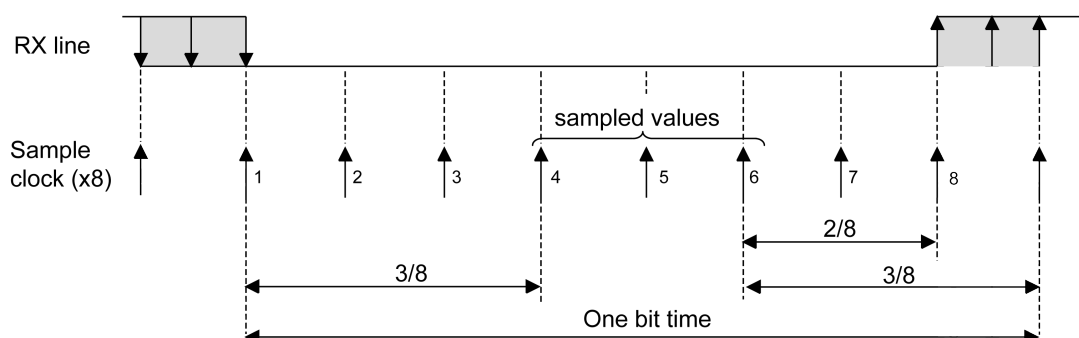 RX line
sampled values
Sample
clock (x8)
1 2 3 4 5 6 7 8
2/8
3/8 3/8
One bit time